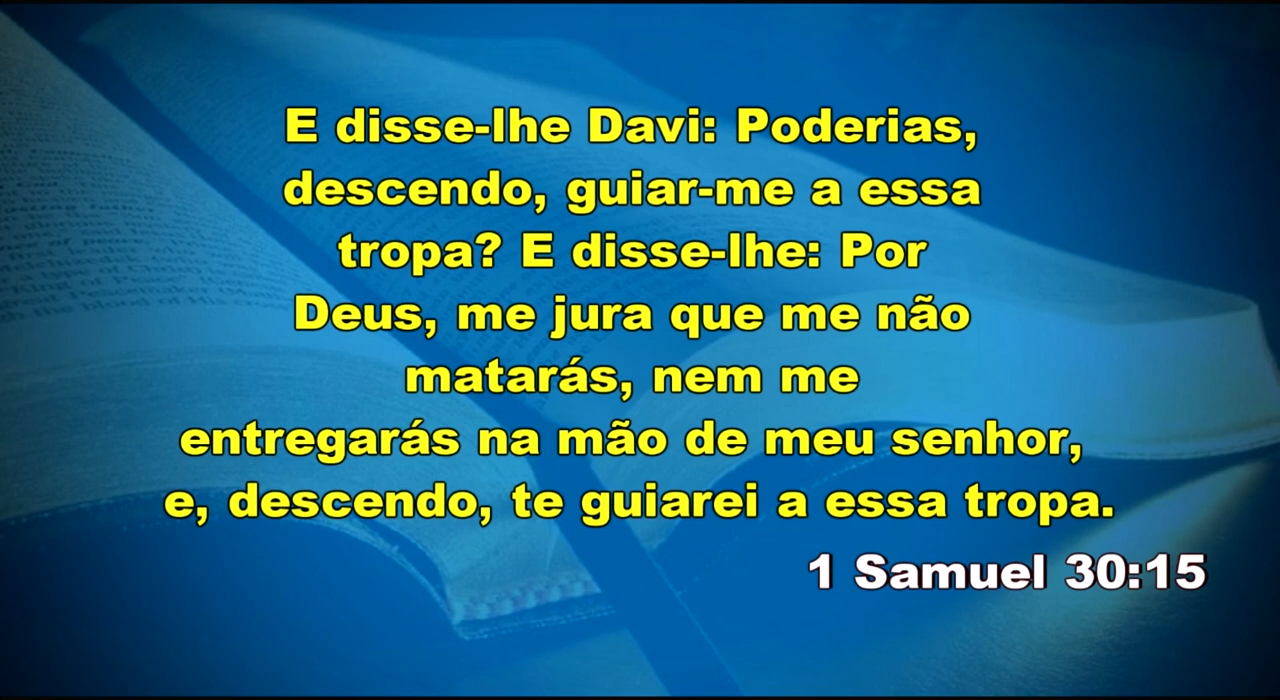 E disse-lhe Davi: Poderias,
descendo, guiar-me a essa
tropa? E disse-lhe: Por
Deus, me jura que me não
matarás, nem me
entregarás na mão de meu senhor,
e, descendo, te guiarei a essa tropa.
1 Samuel 30:15